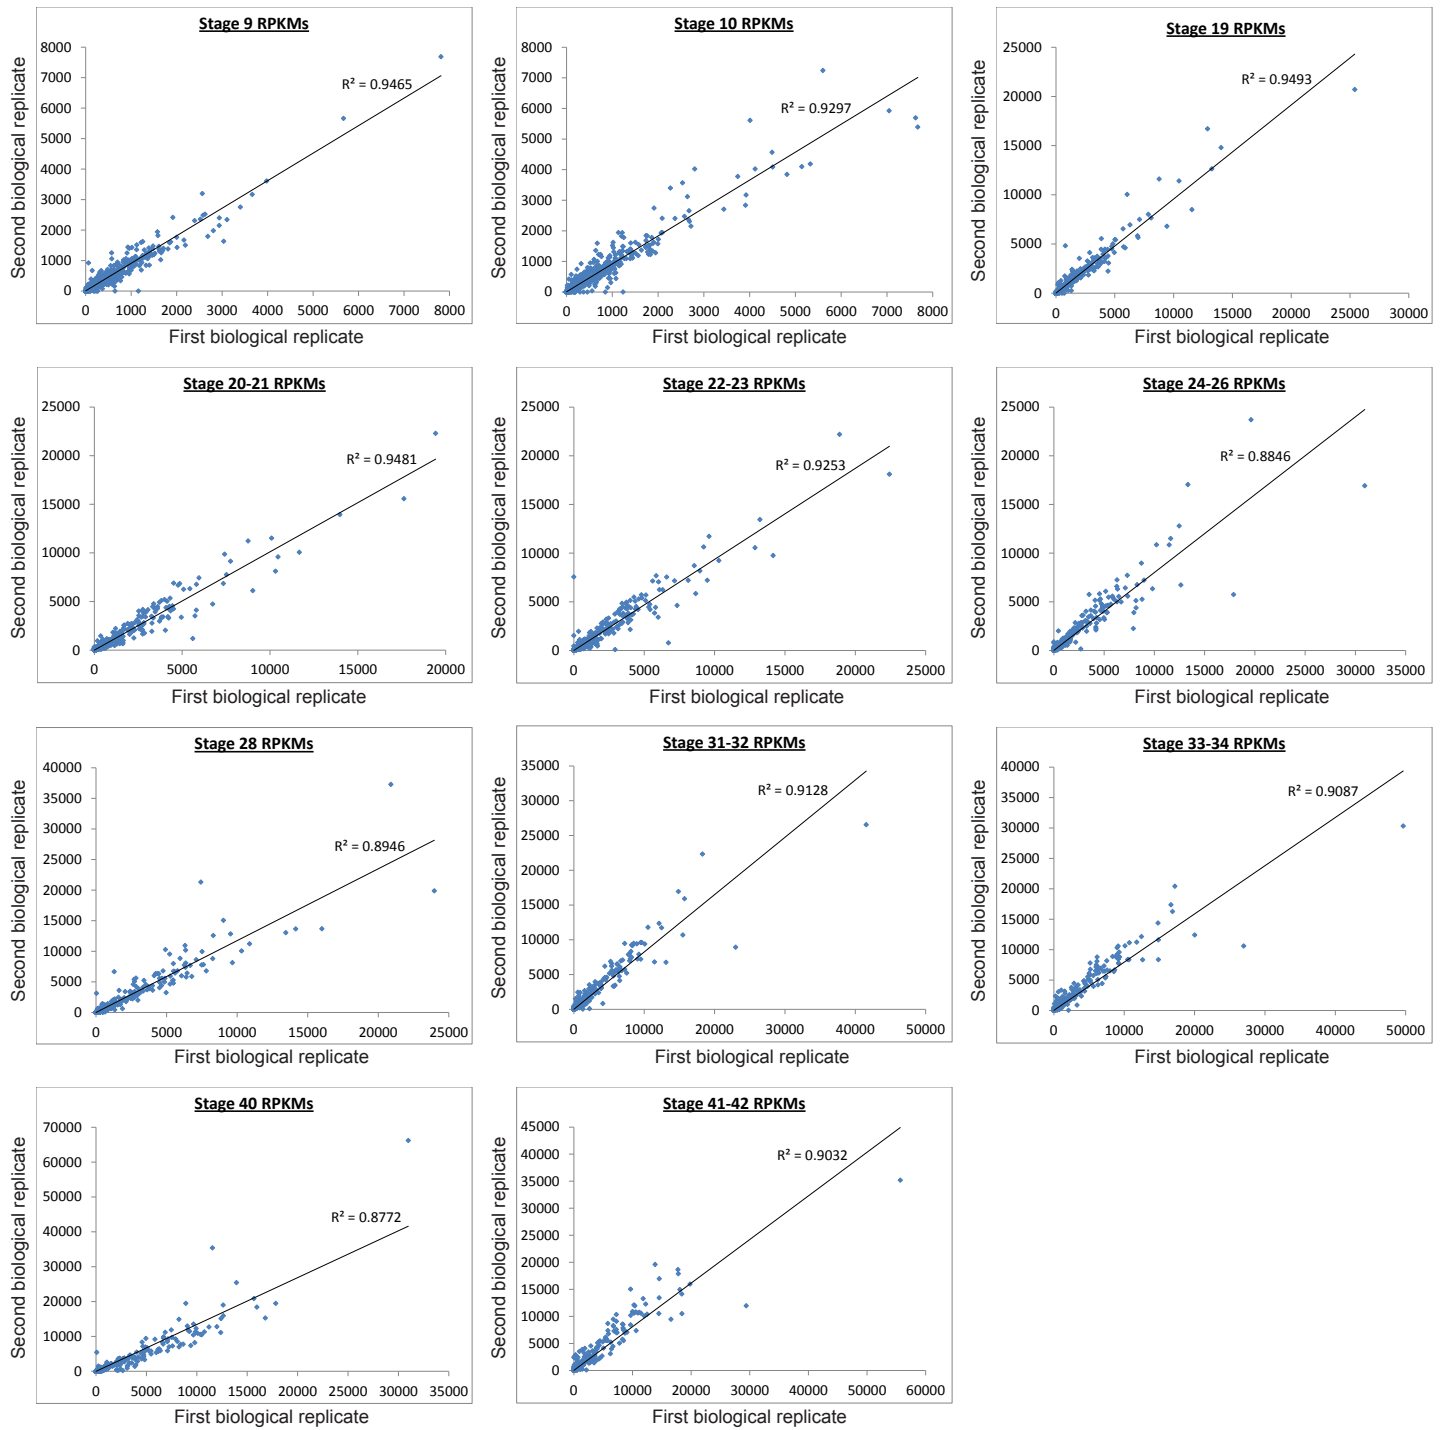 Stage 9 RPKMs
Second biological replicate
8000
7000
6000
5000
4000
3000
2000
1000
0
R² = 0.9465
0 1000 2000 3000 4000 5000 6000 7000 8000
First biological replicate
Stage 10 RPKMs
Second biological replicate
8000
7000
6000
5000
4000
3000
2000
1000
0
R² = 0.9297
0 1000 2000 3000 4000 5000 6000 7000 8000
First biological replicate
Stage 19 RPKMs
Second biological replicate
25000
20000
15000
10000
5000
0
R² = 0.9493
0 5000 10000 15000 20000 25000 30000
First biological replicate
Stage 20-21 RPKMs
Second biological replicate
25000
20000
15000
10000
5000
0
R² = 0.9481
0 5000 10000 15000 20000
First biological replicate
Stage 22-23 RPKMs
Second biological replicate
25000
20000
15000
10000
5000
0
R² = 0.9253
0 5000 10000 15000 20000 25000
First biological replicate
Stage 24-26 RPKMs
Second biological replicate
25000
20000
15000
10000
5000
0
R² = 0.8846
0 5000 10000 15000 20000 25000 30000 35000
First biological replicate
Stage 28 RPKMs
Second biological replicate
40000
35000
30000
25000
20000
15000
10000
5000
0
R² = 0.8946
0 5000 10000 15000 20000 25000
First biological replicate
Stage 31-32 RPKMs
Second biological replicate
35000
30000
25000
20000
15000
10000
5000
0
R² = 0.9128
0 10000 20000 30000 40000 50000
First biological replicate
Stage 33-34 RPKMs
Second biological replicate
40000
35000
30000
25000
20000
15000
10000
5000
0
R² = 0.9087
0 10000 20000 30000 40000 50000
First biological replicate
Stage 40 RPKMs
Second biological replicate
70000
60000
50000
40000
30000
20000
10000
0
R² = 0.8772
0 5000 10000 15000 20000 25000 30000 35000
First biological replicate
Stage 41-42 RPKMs
Second biological replicate
45000
40000
35000
30000
25000
20000
15000
10000
5000
0
R² = 0.9032
0 10000 20000 30000 40000 50000 60000
First biological replicate